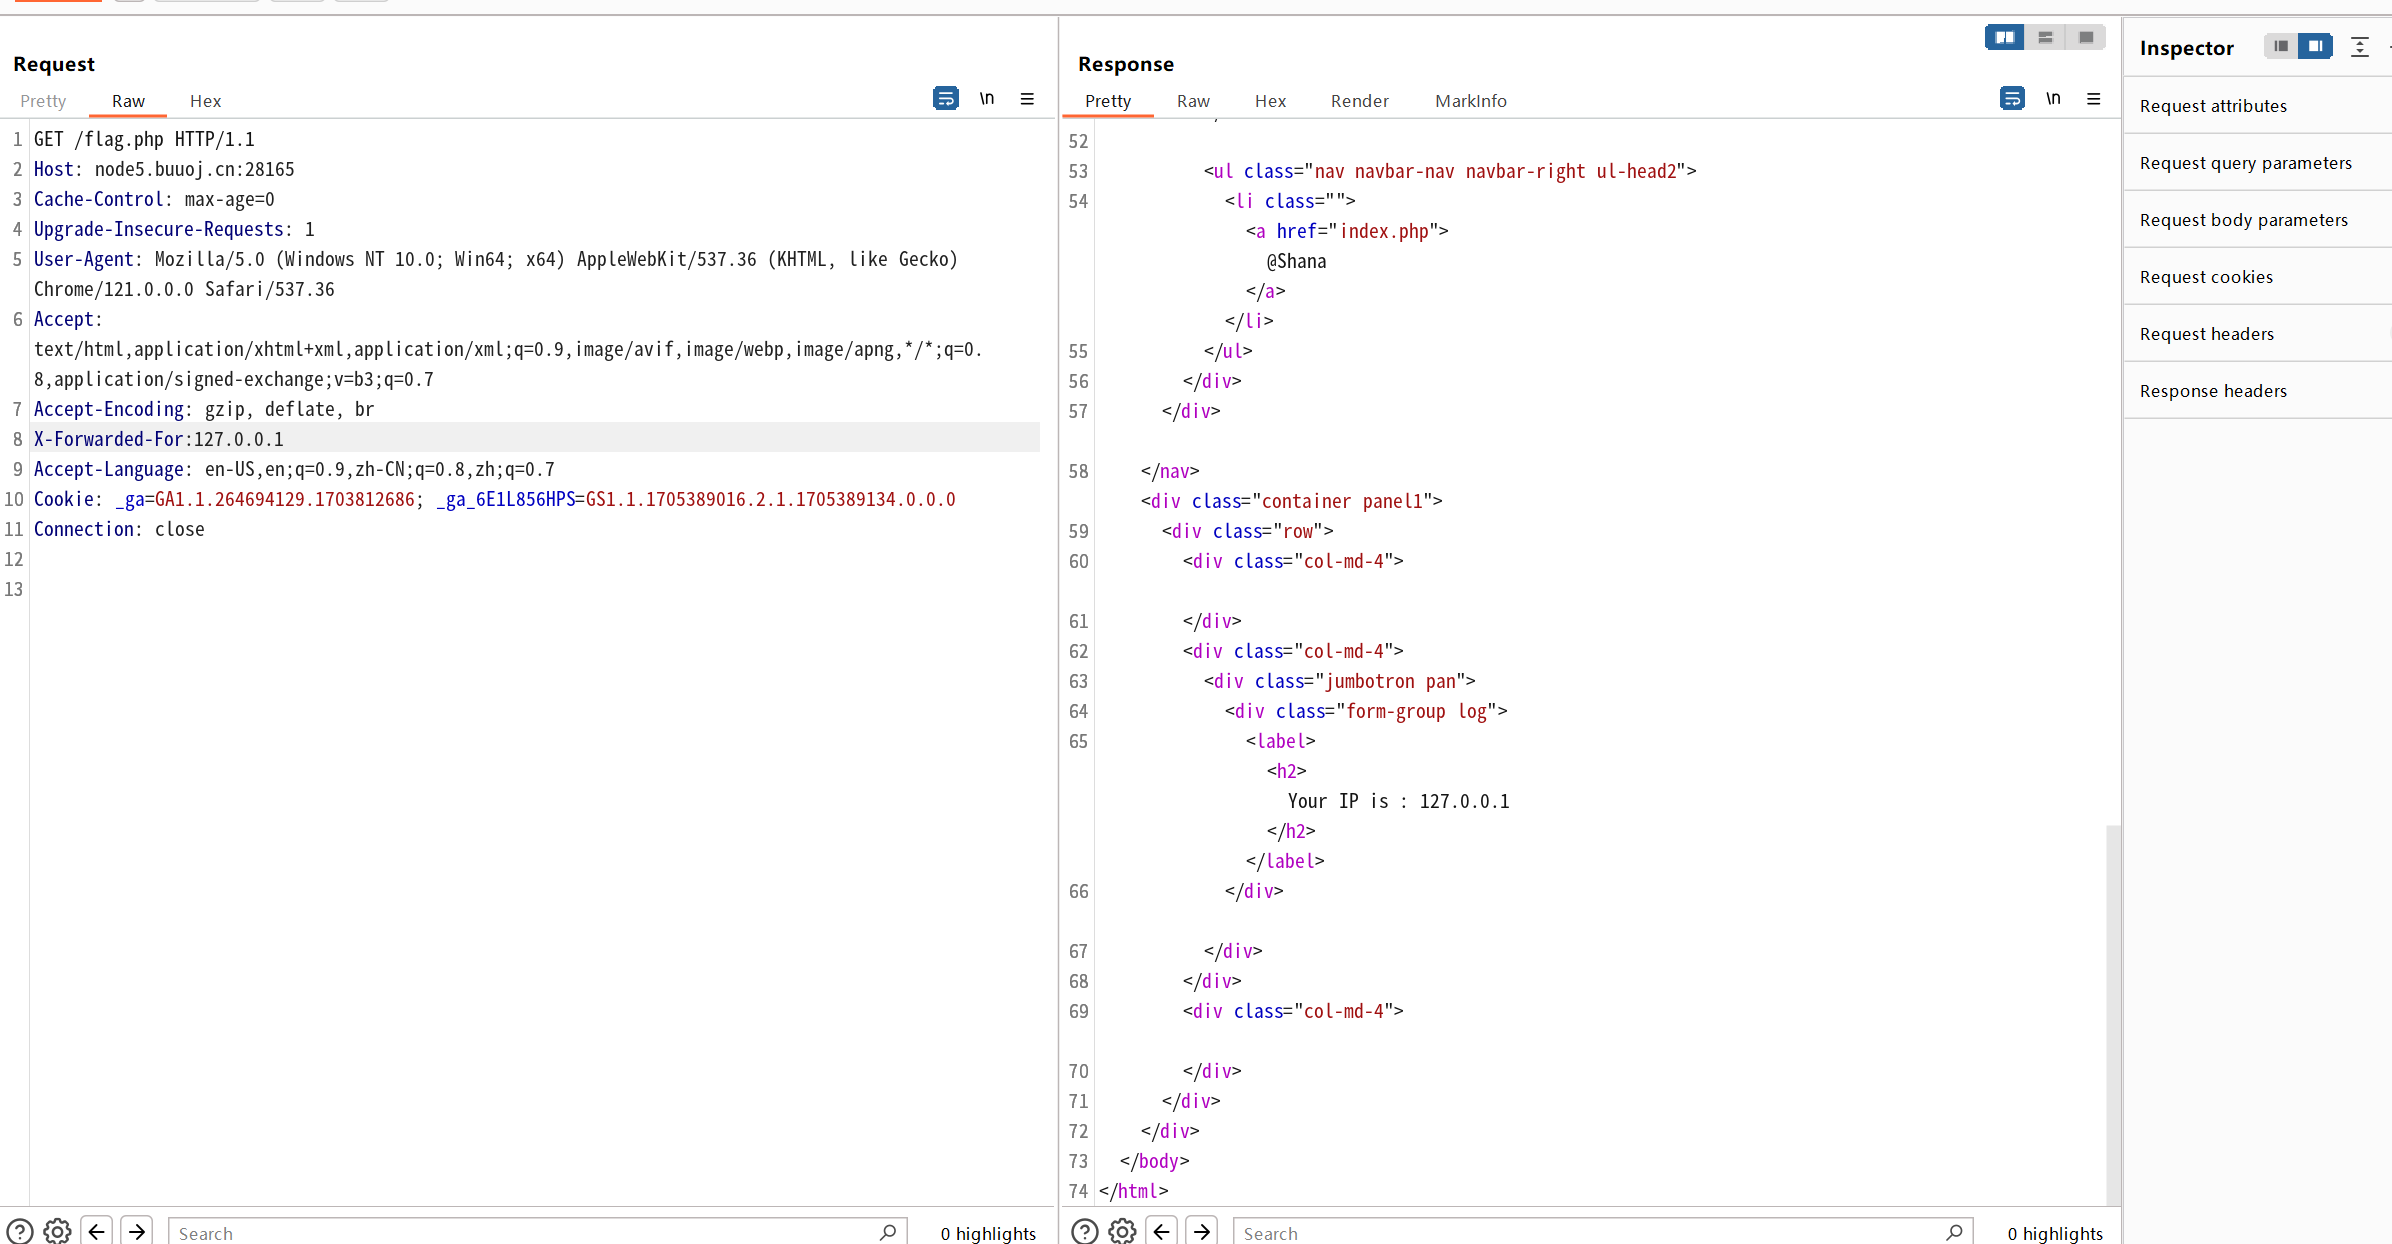 Request
Pretty Raw Hex \n
1 GET /flag.php HTTP/1.1
2 Host: node5.buuoj.cn:28165
3 Cache-Control: max-age=0
4 Upgrade-Insecure-Requests: 1
5 User-Agent: Mozilla/5.0 (Windows NT 10.0; Win64; x64) AppleWebKit/537.36 (KHTML, like Gecko)
Chrome/121.0.0.0 Safari/537.36
6 Accept:
text/html,application/xhtml+xml,application/xml;q=0.9,image/avif,image/webp,image/apng,*/*;q=0.
8,application/signed-exchange;v=b3;q=0.7
7 Accept-Encoding: gzip, deflate, br
8 X-Forwarded-For:127.0.0.1
9 Accept-Language: en-US,en;q=0.9,zh-CN;q=0.8,zh;q=0.7
10 Cookie: _ga=GA1.1.264694129.1703812686; _ga_6E1L856HPS=GS1.1.1705389016.2.1.1705389134.0.0.0
11 Connection: close
12
13
Search 0 highlights
Response
Pretty Raw Hex Render MarkInfo \n
52
53 <ul class="nav navbar-nav navbar-right ul-head2">
54 <li class="">
<a href="index.php">
@Shana
</a>
</li>
55 </ul>
56 </div>
57 </div>
58 </nav>
<div class="container panel1">
59 <div class="row">
60 <div class="col-md-4">
61 </div>
62 <div class="col-md-4">
63 <div class="jumbotron pan">
64 <div class="form-group log">
65 <label>
<h2>
Your IP is : 127.0.0.1
</h2>
</label>
66 </div>
67 </div>
68 </div>
69 <div class="col-md-4">
70 </div>
71 </div>
72 </div>
73 </body>
74 </html>
Search 0 highlights
Inspector
Request attributes
Request query parameters
Request body parameters
Request cookies
Request headers
Response headers